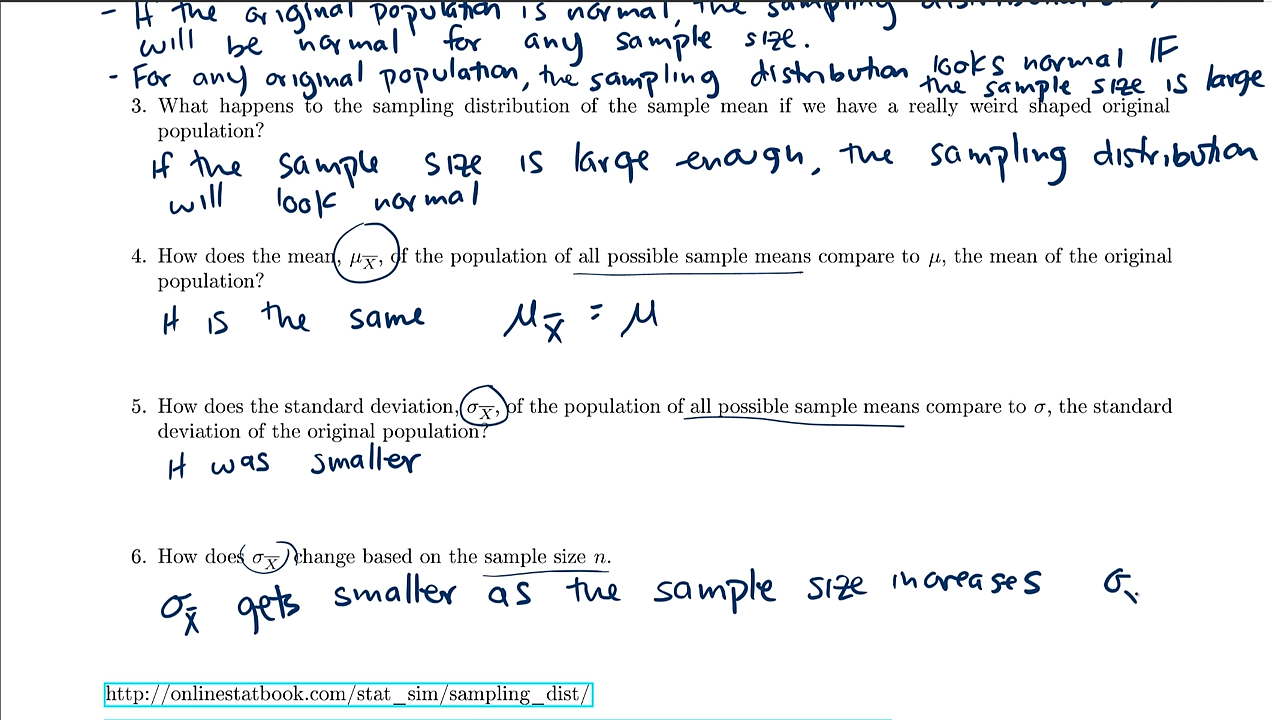 - If the original population is normal, the sampling
will be normal for any sample size.
- For any original population, the sampling distribution looks normal IF
the sample size is large
3. What happens to the sampling distribution of the sample mean if we have a really weird shaped original
population?
If the sample size is large enough, the sampling distribution
will look normal
4. How does the mean, μX̅, of the population of all possible sample means compare to μ, the mean of the original
population?
It is the same μX̅ = μ
5. How does the standard deviation, σX̅, of the population of all possible sample means compare to σ, the standard
deviation of the original population?
It was smaller
6. How does σX̅ change based on the sample size n.
σX̅ gets smaller as the sample size increases σ
http://onlinestatbook.com/stat_sim/sampling_dist/